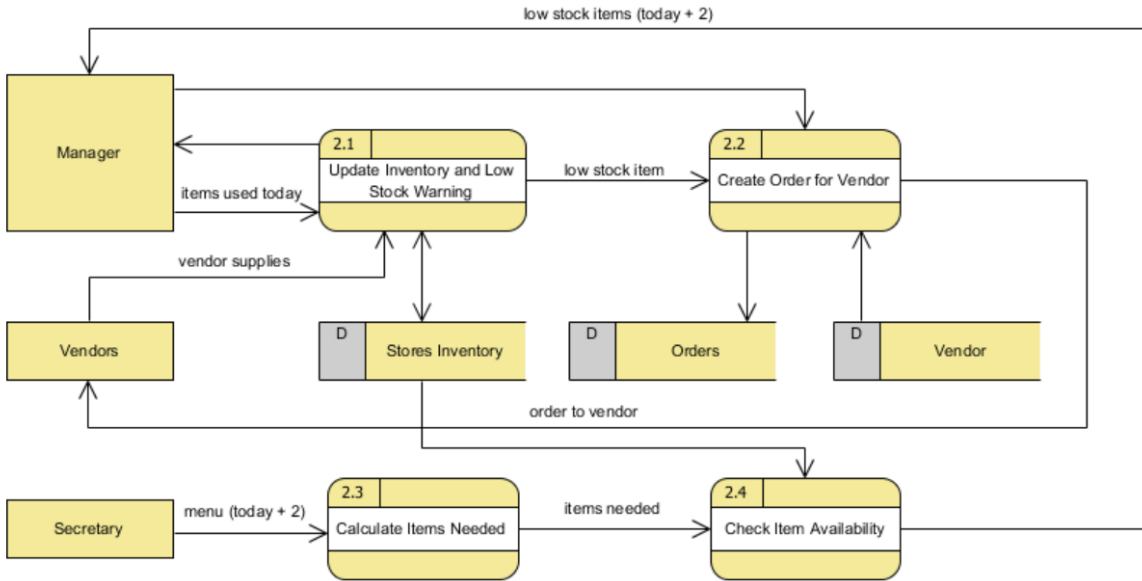 low stock items (today + 2)
Manager
2.1
Update Inventory and Low
Stock Warning
low stock item
2.2
Create Order for Vendor
items used today
vendor supplies
Vendors
D
Stores Inventory
D
Orders
D
Vendor
order to vendor
Secretary
menu (today + 2)
2.3
Calculate Items Needed
items needed
2.4
Check Item Availability